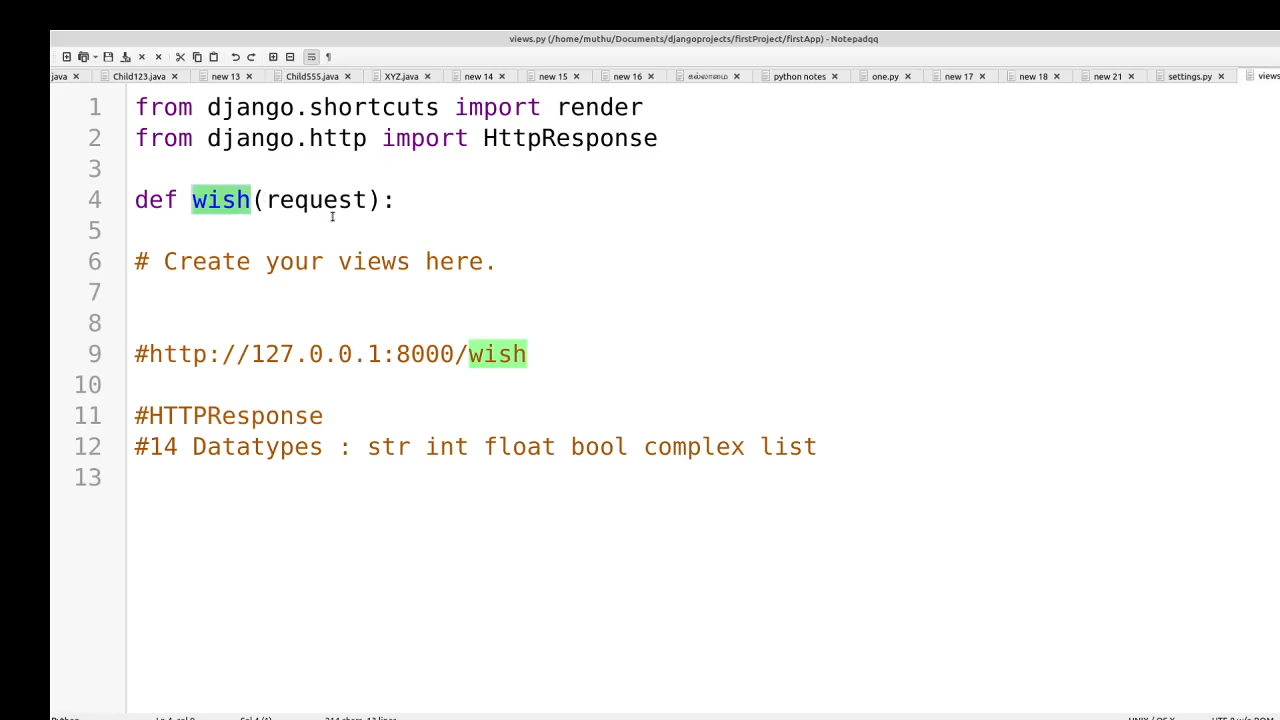 views.py (/home/muthu/Documents/djangoprojects/firstProject/firstApp) - Notepadqq
java Child123.java new 13 Child555.java XYZ.java new 14 new 15 new 16 python notes one.py new 17 new 18 new 21 settings.py views
1 from django.shortcuts import render
2 from django.http import HttpResponse
3
4 def wish(request):
5
6 # Create your views here.
7
8
9 #http://127.0.0.1:8000/wish
10
11 #HTTPResponse
12 #14 Datatypes : str int float bool complex list
13